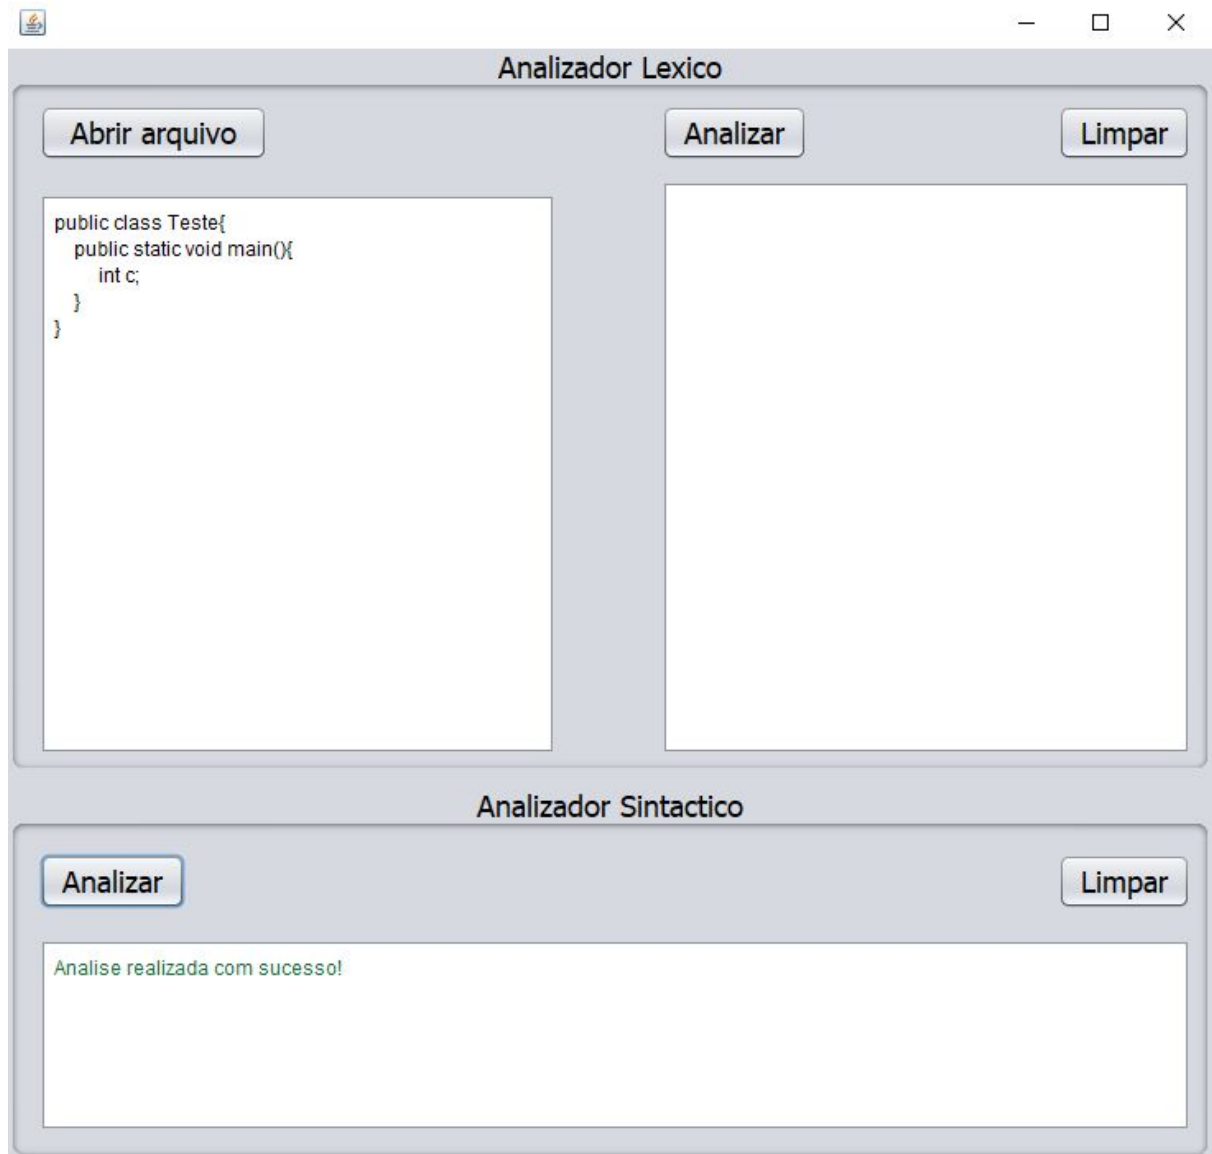 Analizador Lexico
Abrir arquivo
Analizar
Limpar
public class Teste{
public static void main(){
int c;
}
}
Analizador Sintactico
Analizar
Limpar
Analise realizada com sucesso!